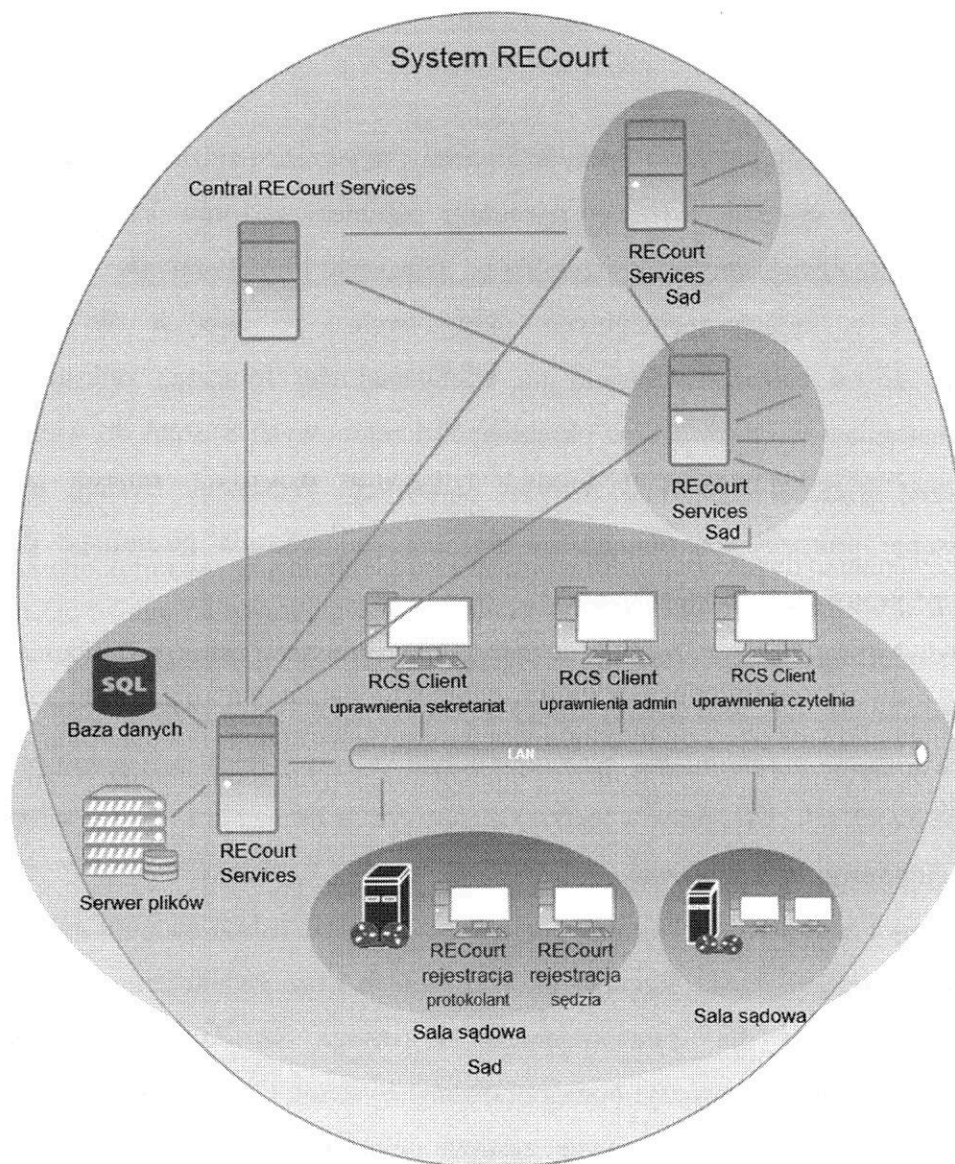 System RECourt
Central RECourt Services
RECourt
Services
Sąd
RECourt
Services
Sąd
RCS Client
uprawnienia sekretariat
RCS Client
uprawnienia admin
RCS Client
uprawnienia czytelnia
SQL
Baza danych
LAN
RECourt
Services
Serwer plików
RECourt
rejestracja
protokolant
RECourt
rejestracja
sędzia
Sala sądowa
Sala sądowa
Sąd